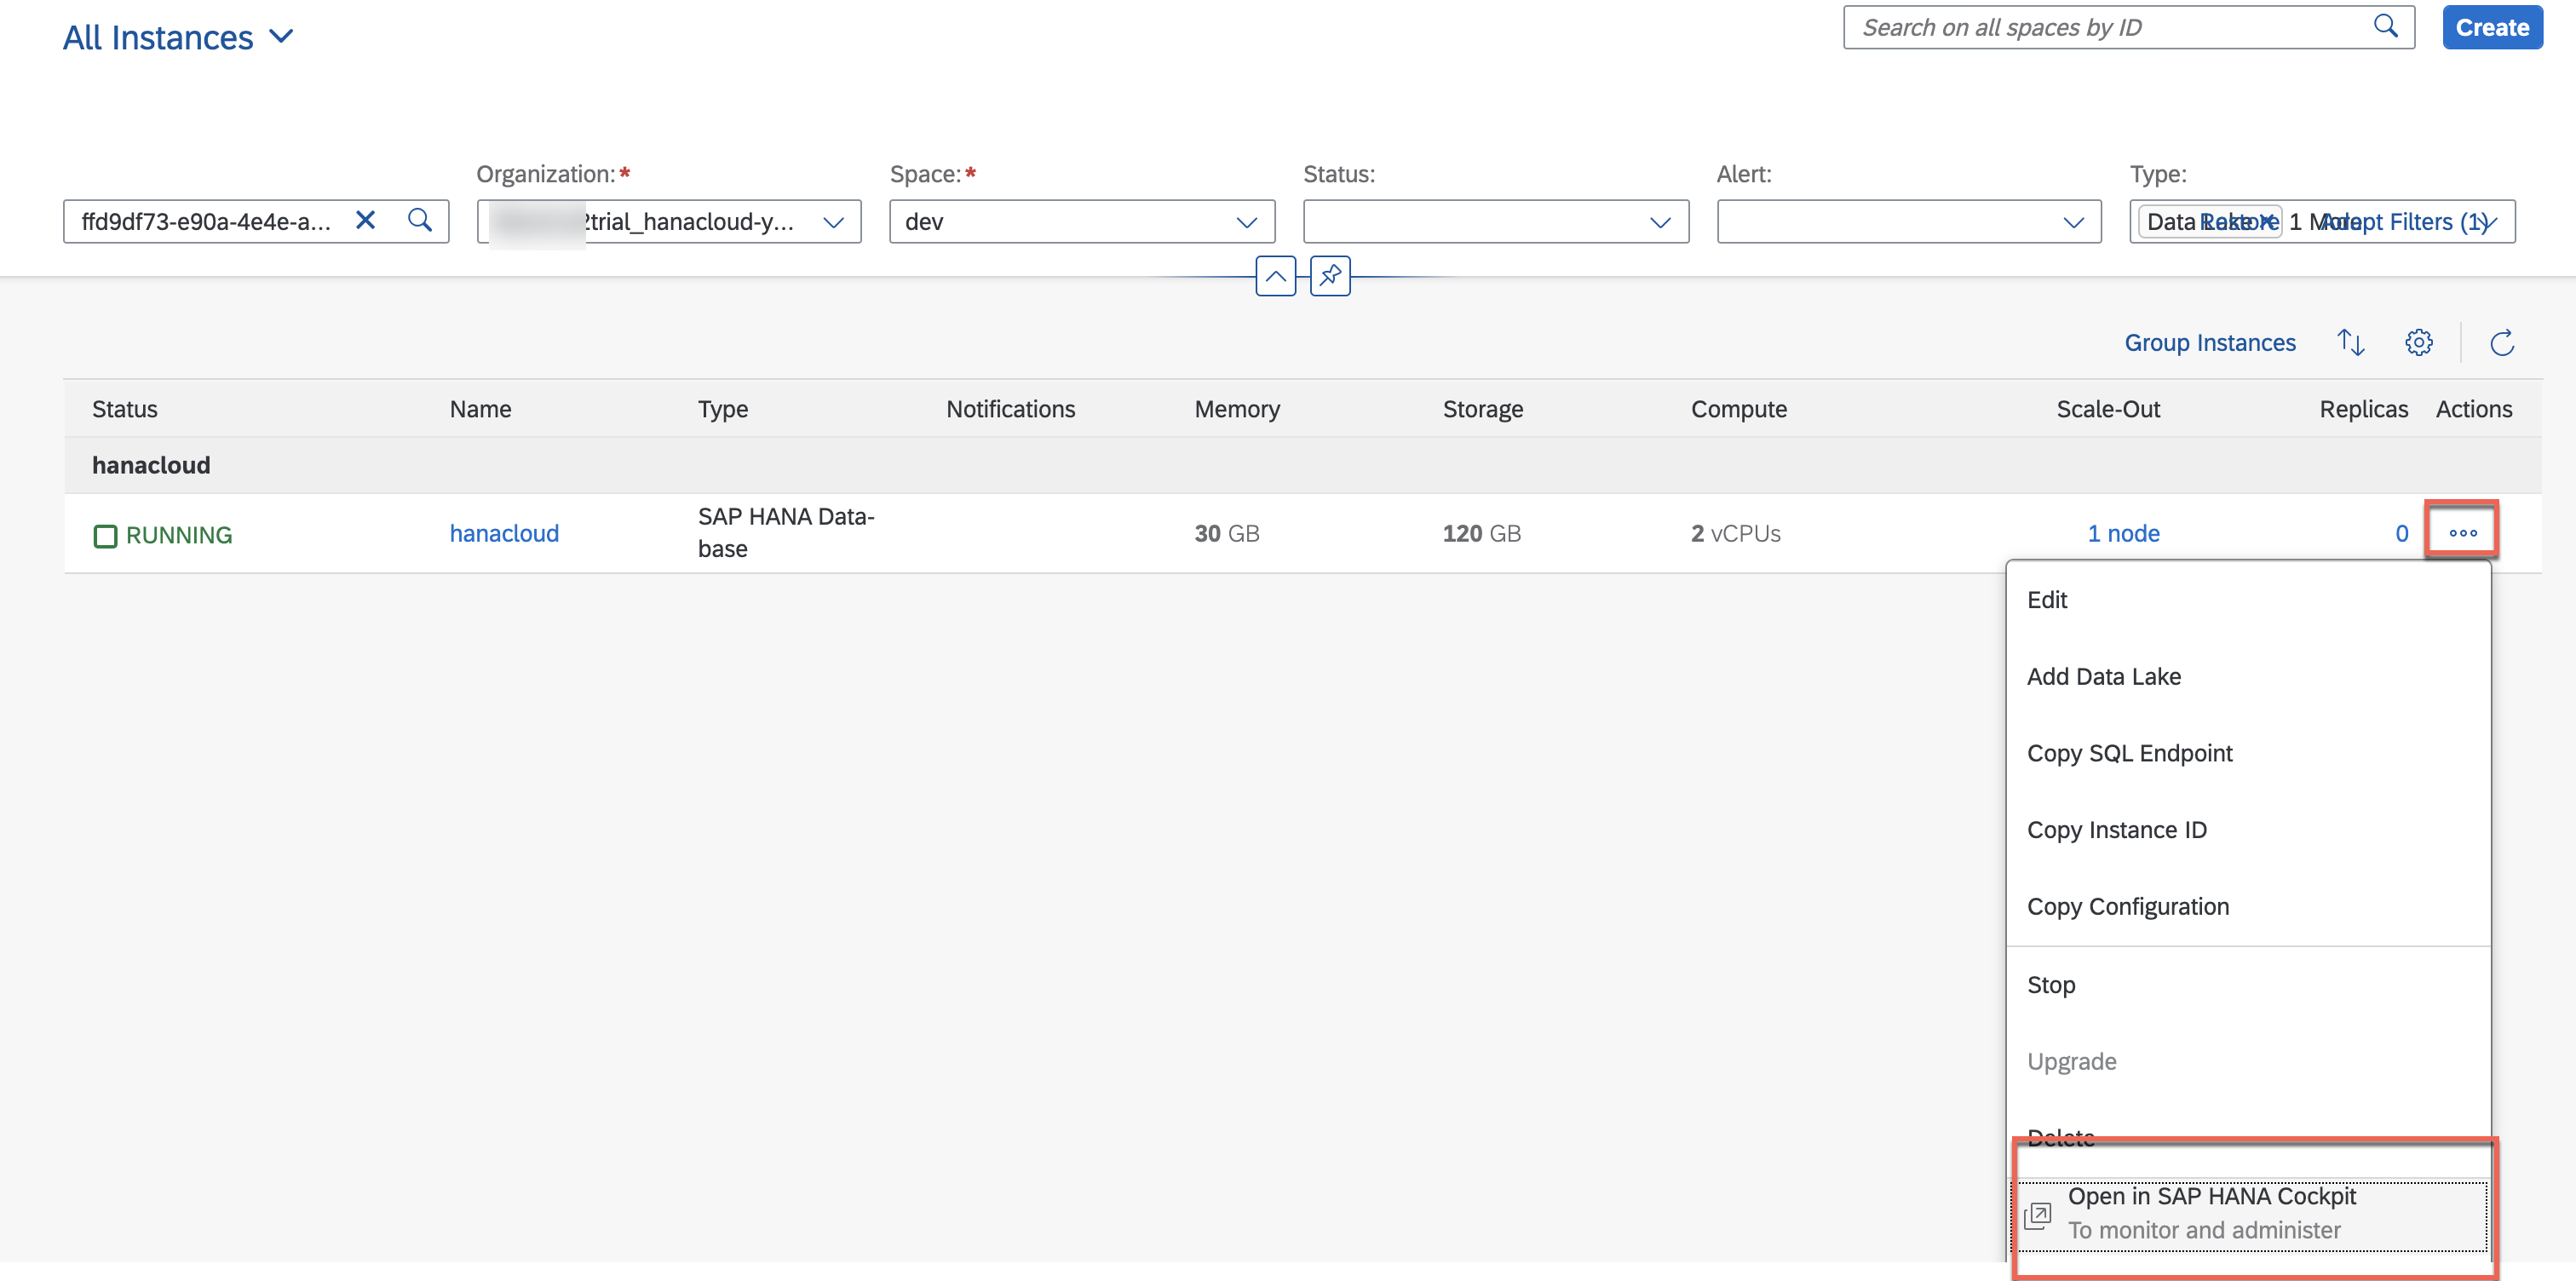 All Instances
Search on all spaces by ID
Create
Organization:*
Space:*
Status:
Alert:
Type:
ffd9df73-e90a-4e4e-a...
trial_hanacloud-y...
dev
Data Lake
1 More
Restore
Adapt Filters (1)
Group Instances
Status Name Type Notifications Memory Storage Compute Scale-Out Replicas Actions
hanacloud
RUNNING hanacloud SAP HANA Data-
base
30 GB 120 GB 2 vCPUs 1 node 0
Edit
Add Data Lake
Copy SQL Endpoint
Copy Instance ID
Copy Configuration
Stop
Upgrade
Delete
Open in SAP HANA Cockpit
To monitor and administer